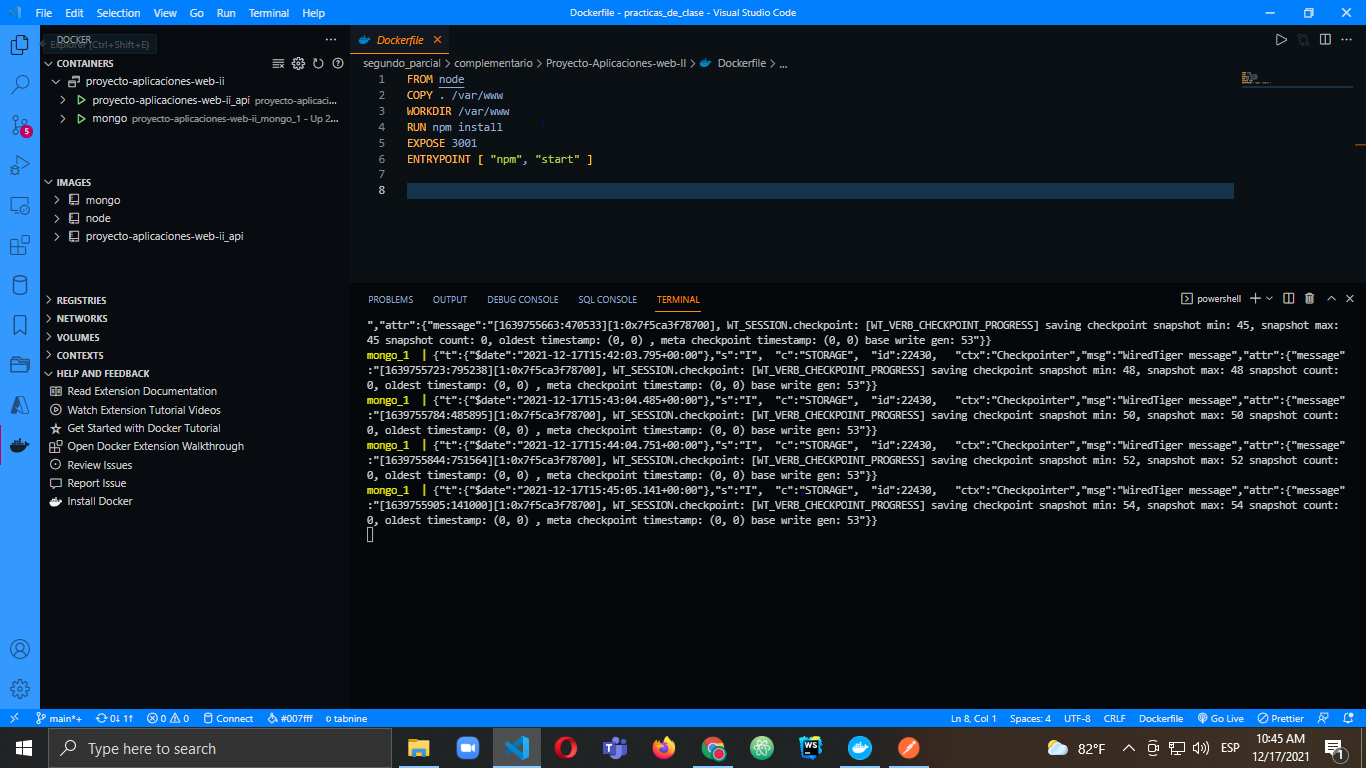 File Edit Selection View Go Run Terminal Help
Dockerfile - practicas_de_clase - Visual Studio Code
DOCKER
Explorer (Ctrl+Shift+E)
CONTAINERS
proyecto-aplicaciones-web-ii
proyecto-aplicaciones-web-ii_api proyecto-aplicaci...
mongo proyecto-aplicaciones-web-ii_mongo_1 - Up 2...
IMAGES
mongo
node
proyecto-aplicaciones-web-ii_api
REGISTRIES
NETWORKS
VOLUMES
CONTEXTS
HELP AND FEEDBACK
Read Extension Documentation
Watch Extension Tutorial Videos
Get Started with Docker Tutorial
Open Docker Extension Walkthrough
Review Issues
Report Issue
Install Docker
5
Dockerfile
segundo_parcial > complementario > Proyecto-Aplicaciones-web-II > Dockerfile > ...
1 FROM node
2 COPY . /var/www
3 WORKDIR /var/www
4 RUN npm install
5 EXPOSE 3001
6 ENTRYPOINT [ "npm", "start" ]
7
8
PROBLEMS OUTPUT DEBUG CONSOLE SQL CONSOLE TERMINAL
powershell
","attr":{"message":"[1639755663:470533][1:0x7f5ca3f78700], WT_SESSION.checkpoint: [WT_VERB_CHECKPOINT_PROGRESS] saving checkpoint snapshot min: 45, snapshot max:
45 snapshot count: 0, oldest timestamp: (0, 0) , meta checkpoint timestamp: (0, 0) base write gen: 53"}}
mongo_1 | {"t":{"$date":"2021-12-17T15:42:03.795+00:00"},"s":"I", "c":"STORAGE", "id":22430, "ctx":"Checkpointer","msg":"WiredTiger message","attr":{"message"
:"[1639755723:795238][1:0x7f5ca3f78700], WT_SESSION.checkpoint: [WT_VERB_CHECKPOINT_PROGRESS] saving checkpoint snapshot min: 48, snapshot max: 48 snapshot count:
0, oldest timestamp: (0, 0) , meta checkpoint timestamp: (0, 0) base write gen: 53"}}
mongo_1 | {"t":{"$date":"2021-12-17T15:43:04.485+00:00"},"s":"I", "c":"STORAGE", "id":22430, "ctx":"Checkpointer","msg":"WiredTiger message","attr":{"message"
:"[1639755784:485895][1:0x7f5ca3f78700], WT_SESSION.checkpoint: [WT_VERB_CHECKPOINT_PROGRESS] saving checkpoint snapshot min: 50, snapshot max: 50 snapshot count:
0, oldest timestamp: (0, 0) , meta checkpoint timestamp: (0, 0) base write gen: 53"}}
mongo_1 | {"t":{"$date":"2021-12-17T15:44:04.751+00:00"},"s":"I", "c":"STORAGE", "id":22430, "ctx":"Checkpointer","msg":"WiredTiger message","attr":{"message"
:"[1639755844:751564][1:0x7f5ca3f78700], WT_SESSION.checkpoint: [WT_VERB_CHECKPOINT_PROGRESS] saving checkpoint snapshot min: 52, snapshot max: 52 snapshot count:
0, oldest timestamp: (0, 0) , meta checkpoint timestamp: (0, 0) base write gen: 53"}}
mongo_1 | {"t":{"$date":"2021-12-17T15:45:05.141+00:00"},"s":"I", "c":"STORAGE", "id":22430, "ctx":"Checkpointer","msg":"WiredTiger message","attr":{"message"
:"[1639755905:141000][1:0x7f5ca3f78700], WT_SESSION.checkpoint: [WT_VERB_CHECKPOINT_PROGRESS] saving checkpoint snapshot min: 54, snapshot max: 54 snapshot count:
0, oldest timestamp: (0, 0) , meta checkpoint timestamp: (0, 0) base write gen: 53"}}
main*+ 0↓ 1↑ 0 0 Connect #007fff tabnine
Ln 8, Col 1 Spaces: 4 UTF-8 CRLF Dockerfile Go Live Prettier
Type here to search
WS
82°F ESP
10:45 AM
12/17/2021
1